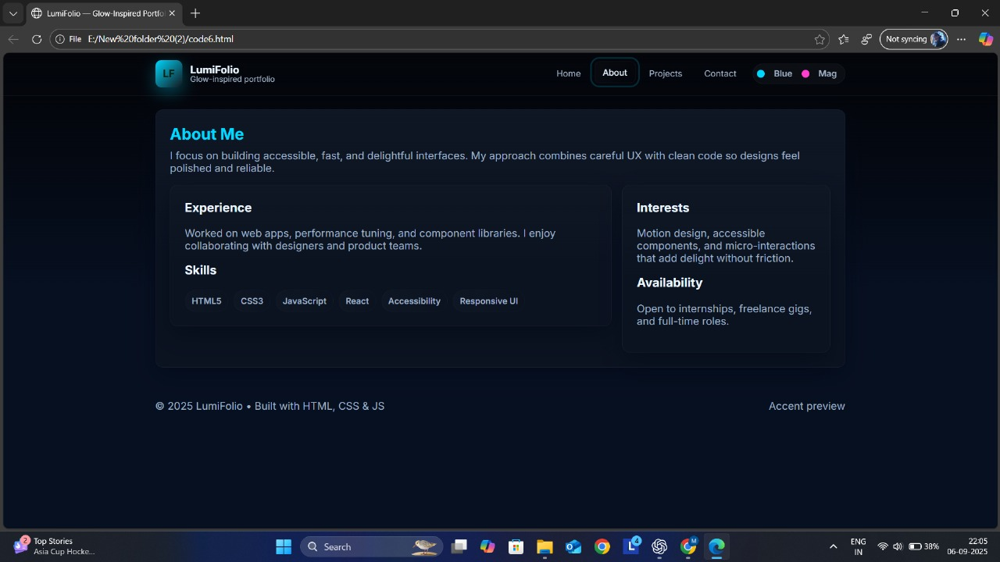 LumiFolio — Glow-Inspired Portfo
File E:/New%20folder%20(2)/code6.html
Not syncing
LF
LumiFolio
Glow-inspired portfolio
Home About Projects Contact Blue Mag
About Me
I focus on building accessible, fast, and delightful interfaces. My approach combines careful UX with clean code so designs feel
polished and reliable.
Experience
Worked on web apps, performance tuning, and component libraries. I enjoy
collaborating with designers and product teams.
Skills
HTML5 CSS3 JavaScript React Accessibility Responsive UI
Interests
Motion design, accessible
components, and micro-interactions
that add delight without friction.
Availability
Open to internships, freelance gigs,
and full-time roles.
© 2025 LumiFolio • Built with HTML, CSS & JS
Accent preview
2
Top Stories
Asia Cup Hocke...
Search
L
4
M
ENG
IN
38%
22:05
06-09-2025